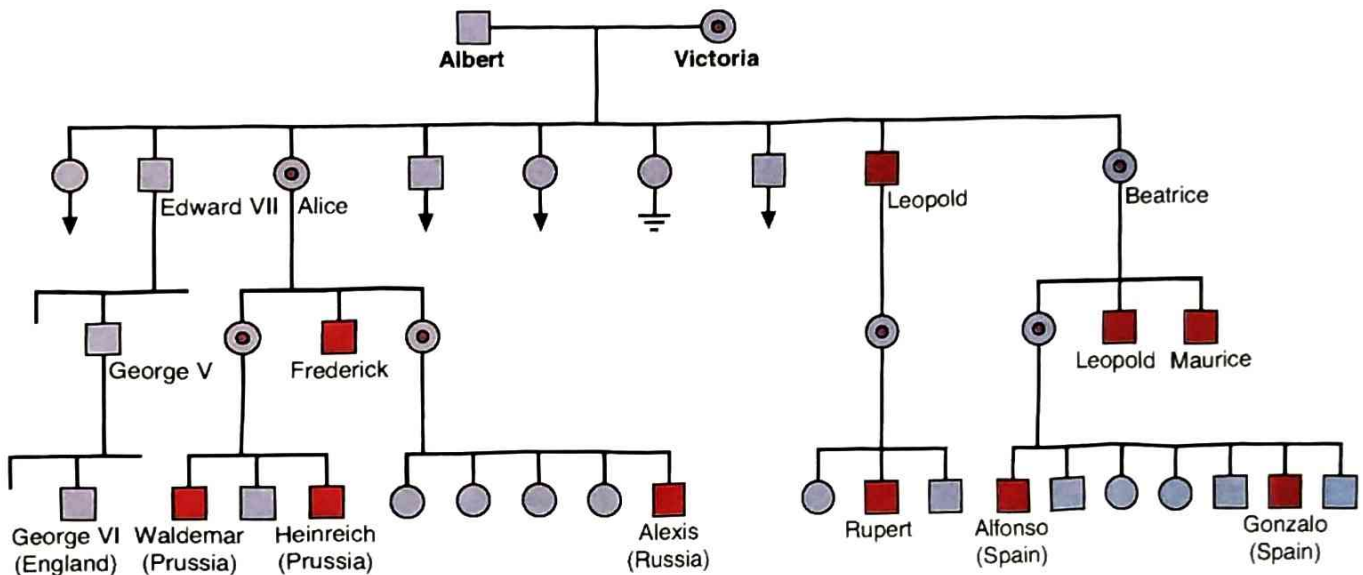 Albert
Victoria
Edward VII
Alice
Leopold
Beatrice
George V
Frederick
Leopold
Maurice
George VI
(England)
Waldemar
(Prussia)
Heinreich
(Prussia)
Alexis
(Russia)
Rupert
Alfonso
(Spain)
Gonzalo
(Spain)